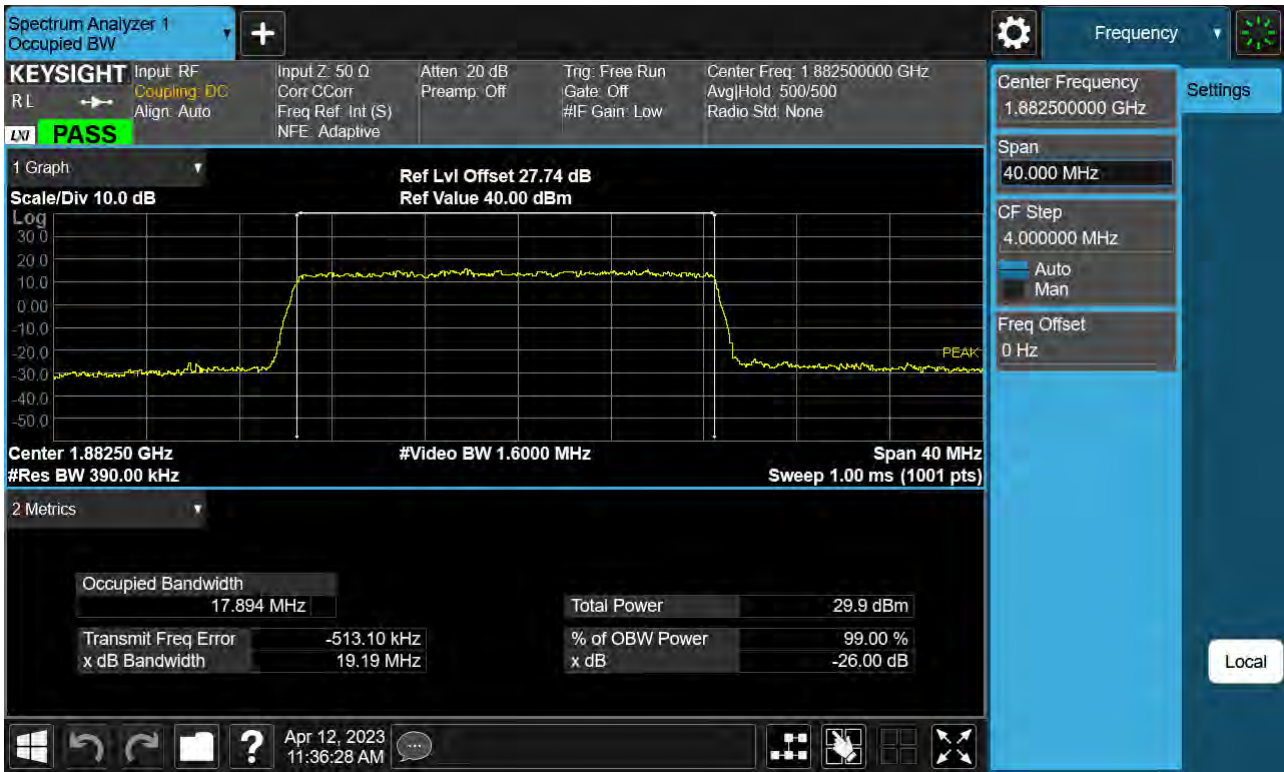 Spectrum Analyzer 1
Occupied BW
Frequency
KEYSIGHT
RL
LXI
PASS
Input: RF
Coupling: DC
Align: Auto
Input Z: 50 Ω
Corr CCorr
Freq Ref: Int (S)
NFE: Adaptive
Atten: 20 dB
Preamp: Off
Trig: Free Run
Gate: Off
#IF Gain: Low
Center Freq: 1.882500000 GHz
Avg|Hold: 500/500
Radio Std: None
Center Frequency
1.882500000 GHz
Settings
Span
40.000 MHz
CF Step
4.000000 MHz
Auto
Man
Freq Offset
0 Hz
Local
1 Graph
Scale/Div 10.0 dB
Ref Lvl Offset 27.74 dB
Ref Value 40.00 dBm
Log
30.0
20.0
10.0
0.00
-10.0
-20.0
-30.0
-40.0
-50.0
PEAK
Center 1.88250 GHz
#Video BW 1.6000 MHz
Span 40 MHz
#Res BW 390.00 kHz
Sweep 1.00 ms (1001 pts)
2 Metrics
Occupied Bandwidth
17.894 MHz
Total Power 29.9 dBm
Transmit Freq Error -513.10 kHz
% of OBW Power 99.00 %
x dB Bandwidth 19.19 MHz
x dB -26.00 dB
?
Apr 12, 2023
11:36:28 AM